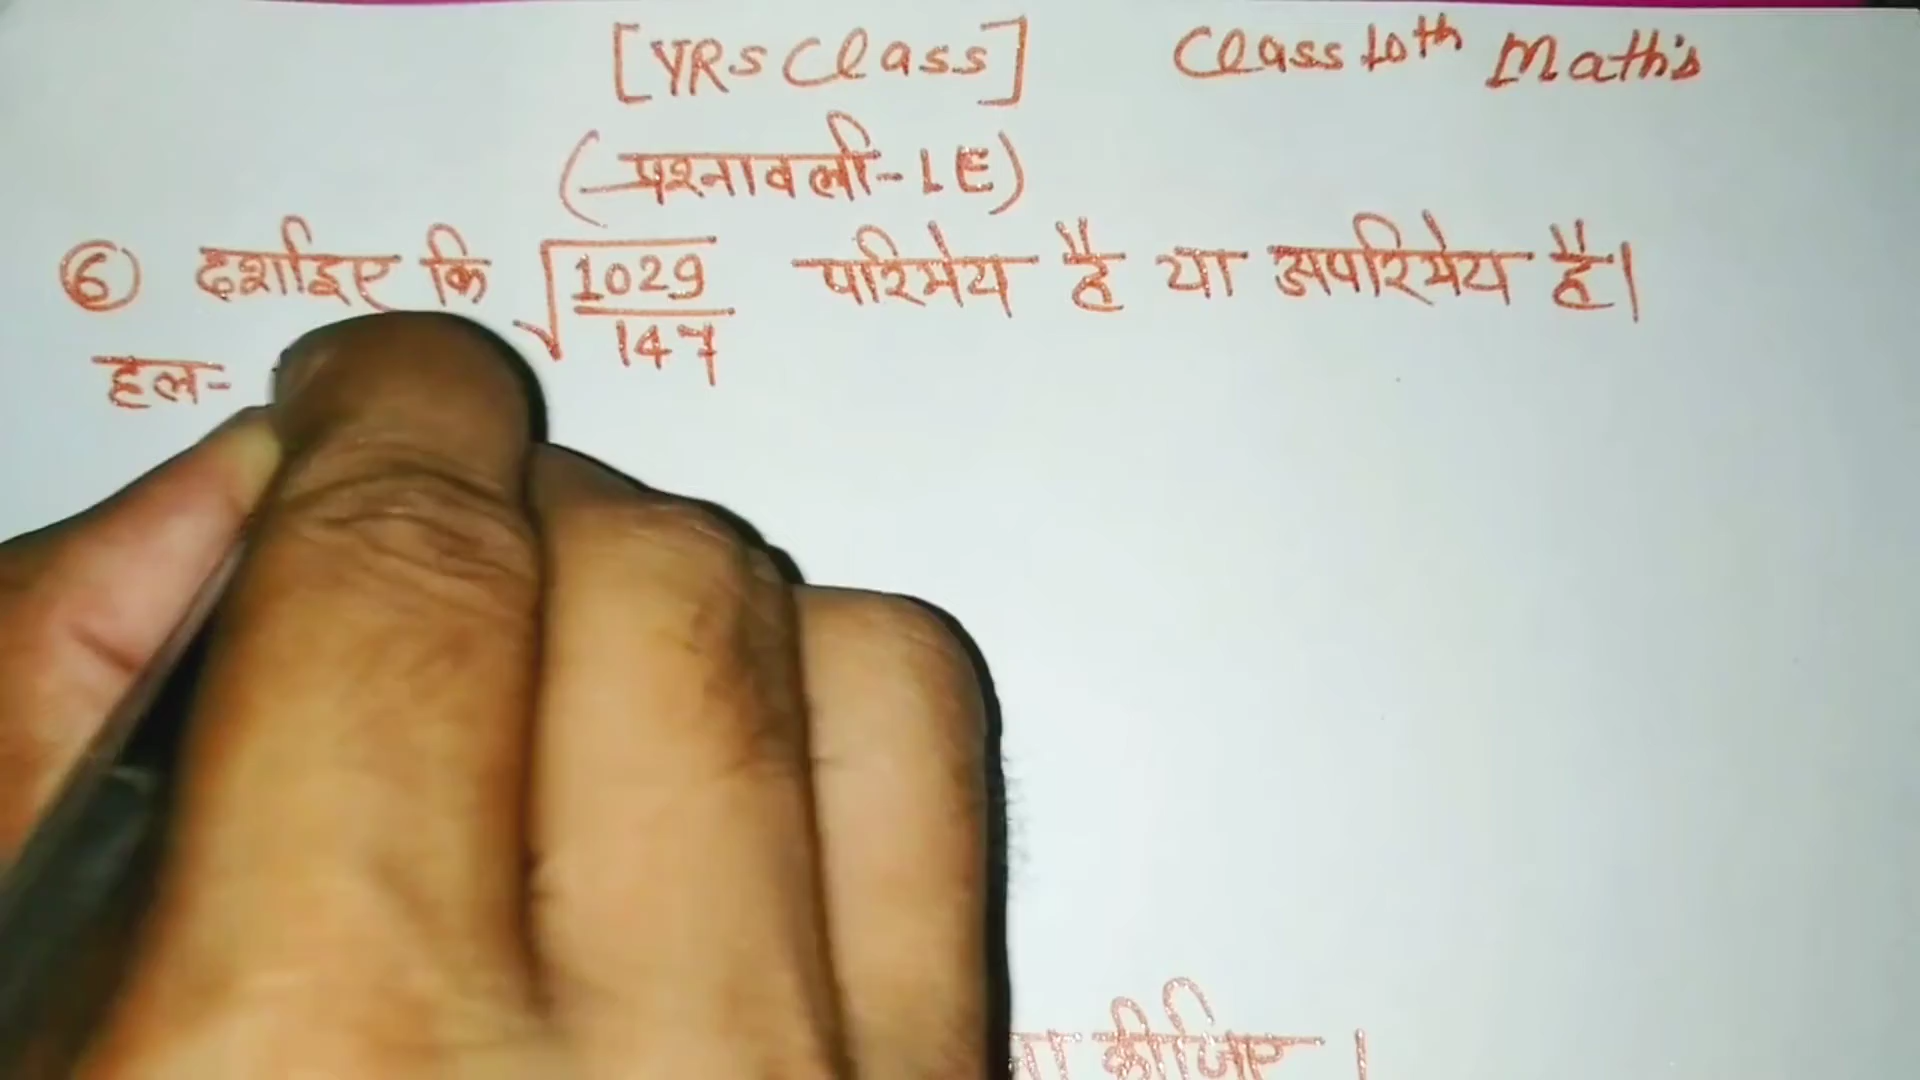 [YRs Class] Class 10th Math's
(प्रश्नावली-1E)
⑥ दर्शाइए कि √1029/147 परिमेय है या अपरिमेय है।
हल-
कीजिए।